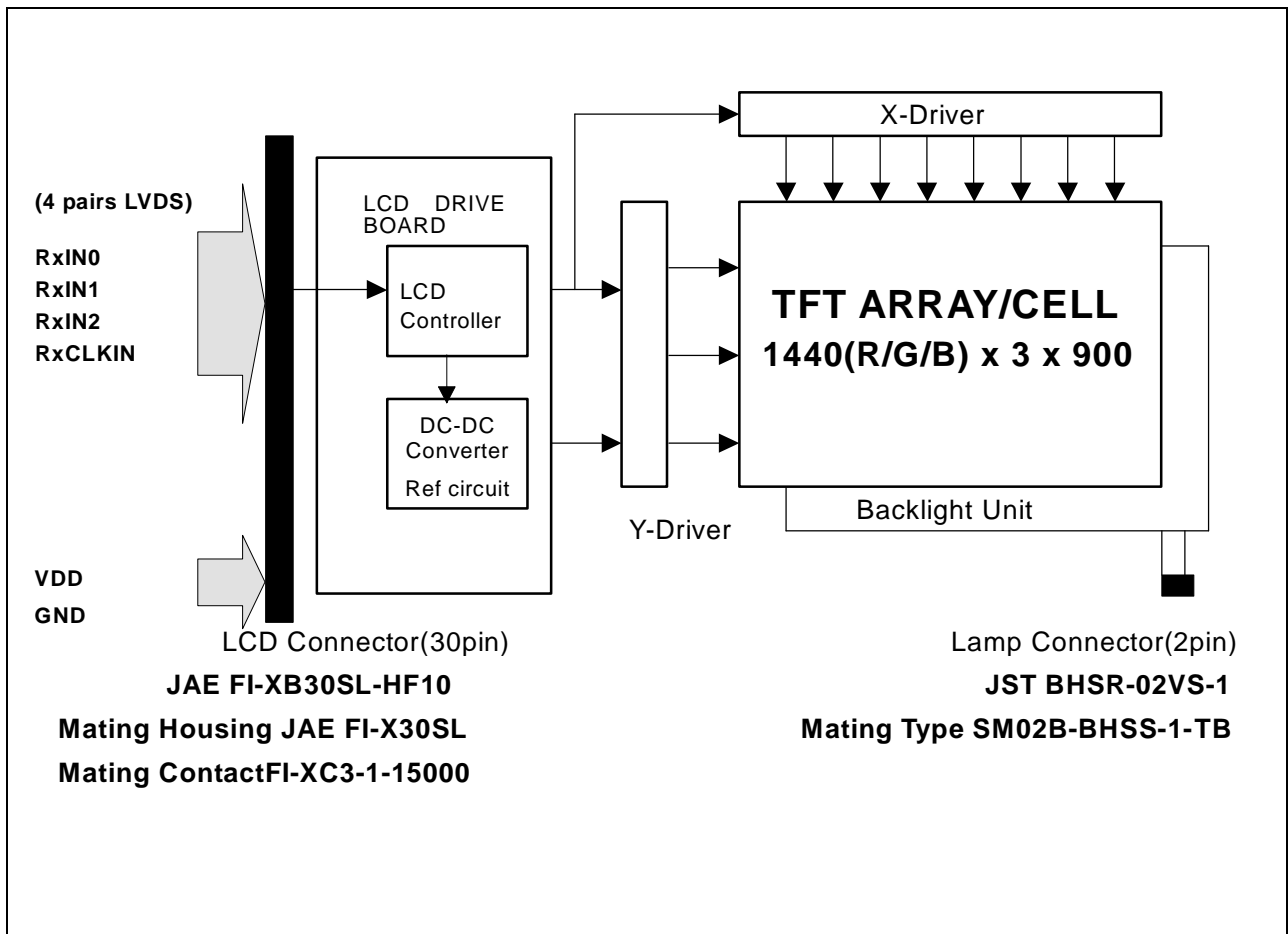 X-Driver
(4 pairs LVDS)
RxIN0
RxIN1
RxIN2
RxCLKIN
LCD DRIVE
BOARD
LCD
Controller
DC-DC
Converter
Ref circuit
TFT ARRAY/CELL
1440(R/G/B) x 3 x 900
Y-Driver
Backlight Unit
VDD
GND
LCD Connector(30pin)
JAE FI-XB30SL-HF10
Mating Housing JAE FI-X30SL
Mating ContactFI-XC3-1-15000
Lamp Connector(2pin)
JST BHSR-02VS-1
Mating Type SM02B-BHSS-1-TB